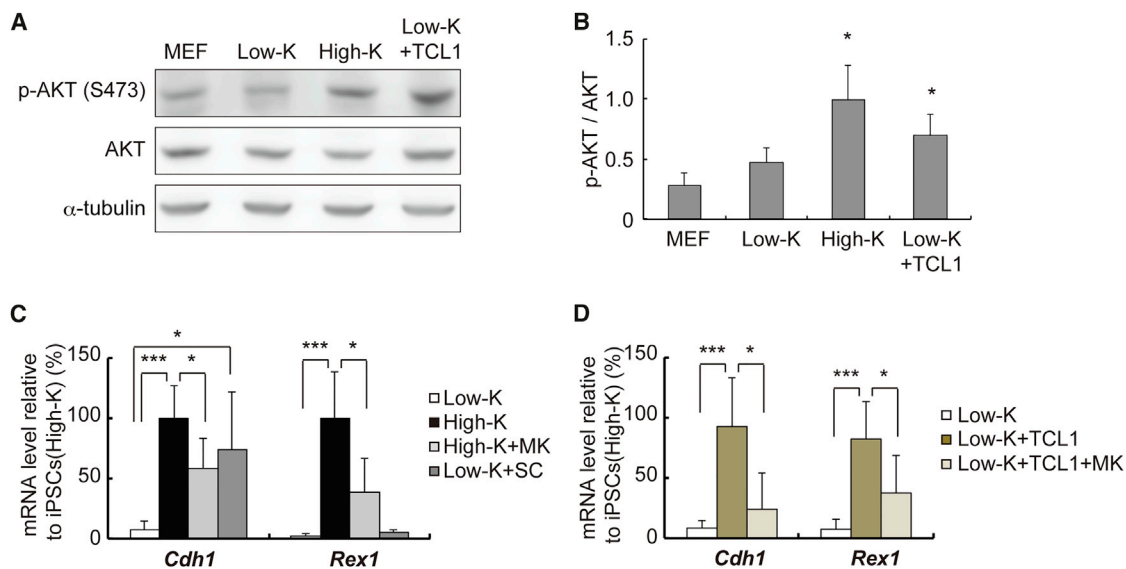 A
MEF Low-K High-K Low-K
+TCL1
p-AKT (S473)
AKT
α-tubulin
B
p-AKT / AKT
1.5
1.0
0.5
0
* *
MEF Low-K High-K Low-K
+TCL1
C
mRNA level relative
to iPSCs(High-K) (%)
150
100
50
0
*
*** * *** *
Cdh1 Rex1
Low-K
High-K
High-K+MK
Low-K+SC
D
mRNA level relative
to iPSCs(High-K) (%)
150
100
50
0
*** * *** *
Cdh1 Rex1
Low-K
Low-K+TCL1
Low-K+TCL1+MK